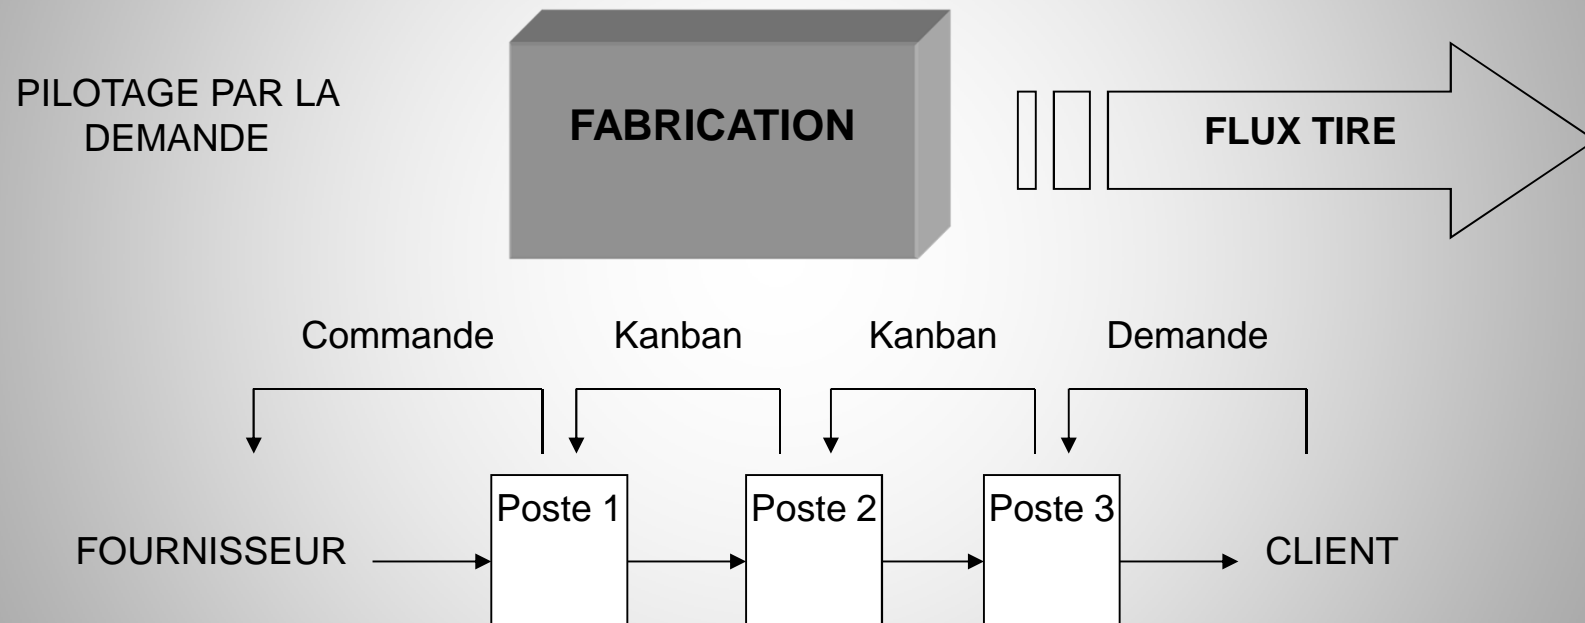 PILOTAGE PAR LA
DEMANDE
FABRICATION
FLUX TIRE
Commande
Kanban
Kanban
Demande
Poste 1
Poste 2
Poste 3
FOURNISSEUR
CLIENT